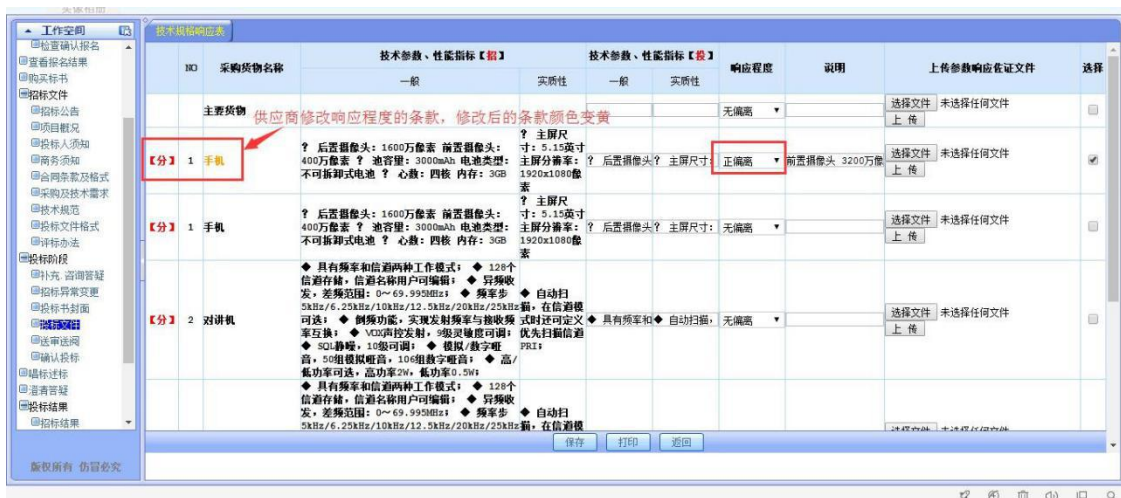 工作空间
检查确认报名
查看报名结果
购买标书
招标文件
招标公告
项目概况
投标人须知
商务须知
合同条款及格式
采购及技术需求
技术规范
投标文件格式
评标办法
投标阶段
补充.咨询答疑
招标异常变更
投标书封面
投标文件
送审送阅
确认投标
唱标述标
澄清答疑
投标结果
招标结果
版权所有 仿冒必究
技术规格响应表
NO 采购货物名称 技术参数、性能指标【招】 技术参数、性能指标【投】 响应程度 说明 上传参数响应佐证文件 选择
一般 实质性 一般 实质性
主要货物 无偏离 选择文件 未选择任何文件
上 传
供应商修改响应程度的条款，修改后的条款颜色变黄
【分】 1 手机
? 后置摄像头：1600万像素 前置摄像头：
400万像素 ? 池容量：3000mAh 电池类型：
不可拆卸式电池 ? 心数：四核 内存：3GB
? 主屏尺
寸：5.15英寸
主屏分辨率：
1920x1080像
素
? 后置摄像头 ? 主屏尺寸： 正偏离 前置摄像头 3200万像 选择文件 未选择任何文件
上 传
【分】 1 手机
? 后置摄像头：1600万像素 前置摄像头：
400万像素 ? 池容量：3000mAh 电池类型：
不可拆卸式电池 ? 心数：四核 内存：3GB
? 主屏尺
寸：5.15英寸
主屏分辨率：
1920x1080像
素
? 后置摄像头 ? 主屏尺寸： 无偏离 选择文件 未选择任何文件
上 传
【分】 2 对讲机
◆ 具有频率和信道两种工作模式； ◆ 128个
信道存储，信道名称用户可编辑； ◆ 异频收
发，差频范围：0～69.995MHz； ◆ 频率步
5kHz/6.25kHz/10kHz/12.5kHz/20kHz/25kHz
可选； ◆ 倒频功能，实现发射频率与接收频
率互换； ◆ VOX声控发射，9级灵敏度可调；
◆ SQL静噪，10级可调； ◆ 模拟/数字哑
音，50组模拟哑音，106组数字哑音； ◆ 高/
低功率可选，高功率2W，低功率0.5W；
◆ 自动扫
描，在信道模
式时还可定义
优先扫描信道
PRI；
◆ 具有频率和 ◆ 自动扫描， 无偏离 选择文件 未选择任何文件
上 传
◆ 具有频率和信道两种工作模式； ◆ 128个
信道存储，信道名称用户可编辑； ◆ 异频收
发，差频范围：0～69.995MHz； ◆ 频率步
5kHz/6.25kHz/10kHz/12.5kHz/20kHz/25kHz
◆ 自动扫
描，在信道模
保存 打印 返回